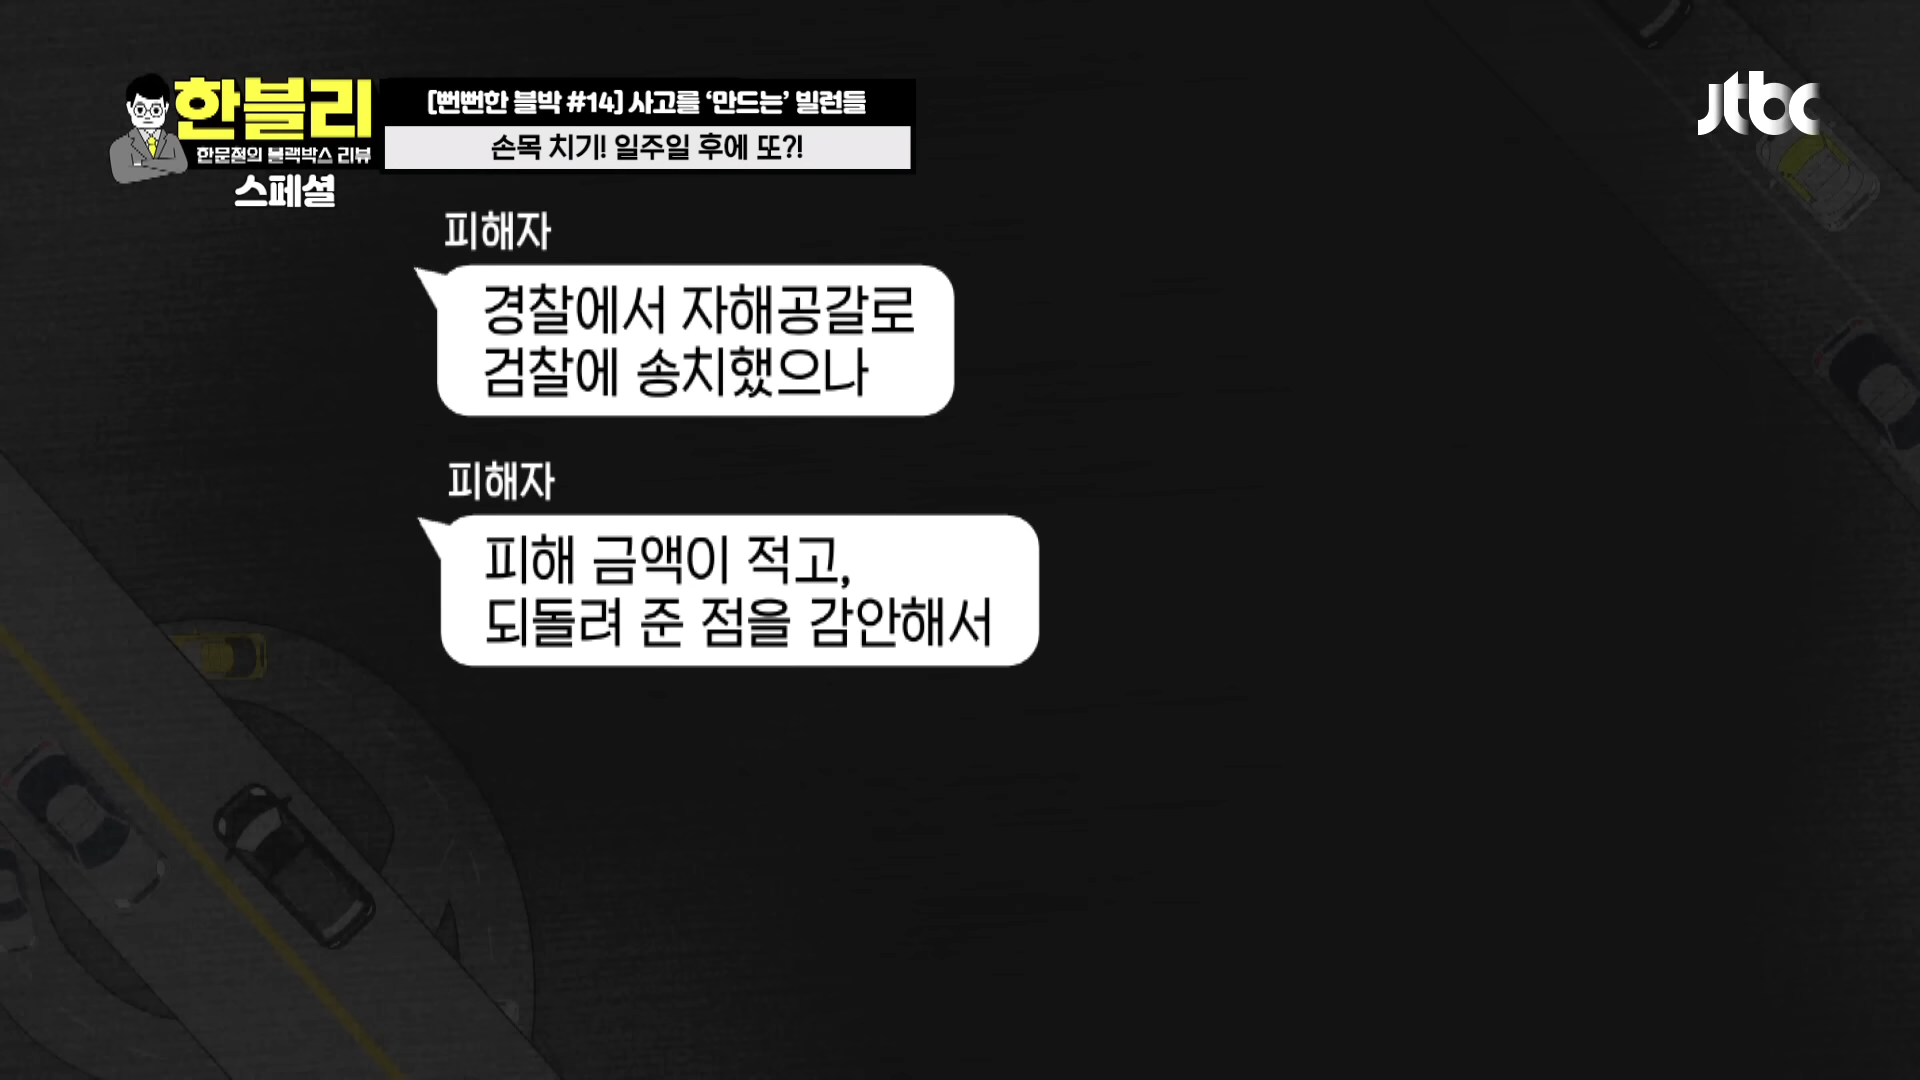 한블리
한문철의 블랙박스 리뷰
스페셜
[뻔뻔한 블박 #14] 사고를 ‘만드는’ 빌런들
손목 치기! 일주일 후에 또?!
jtbc
피해자
경찰에서 자해공갈로
검찰에 송치했으나
피해자
피해 금액이 적고,
되돌려 준 점을 감안해서